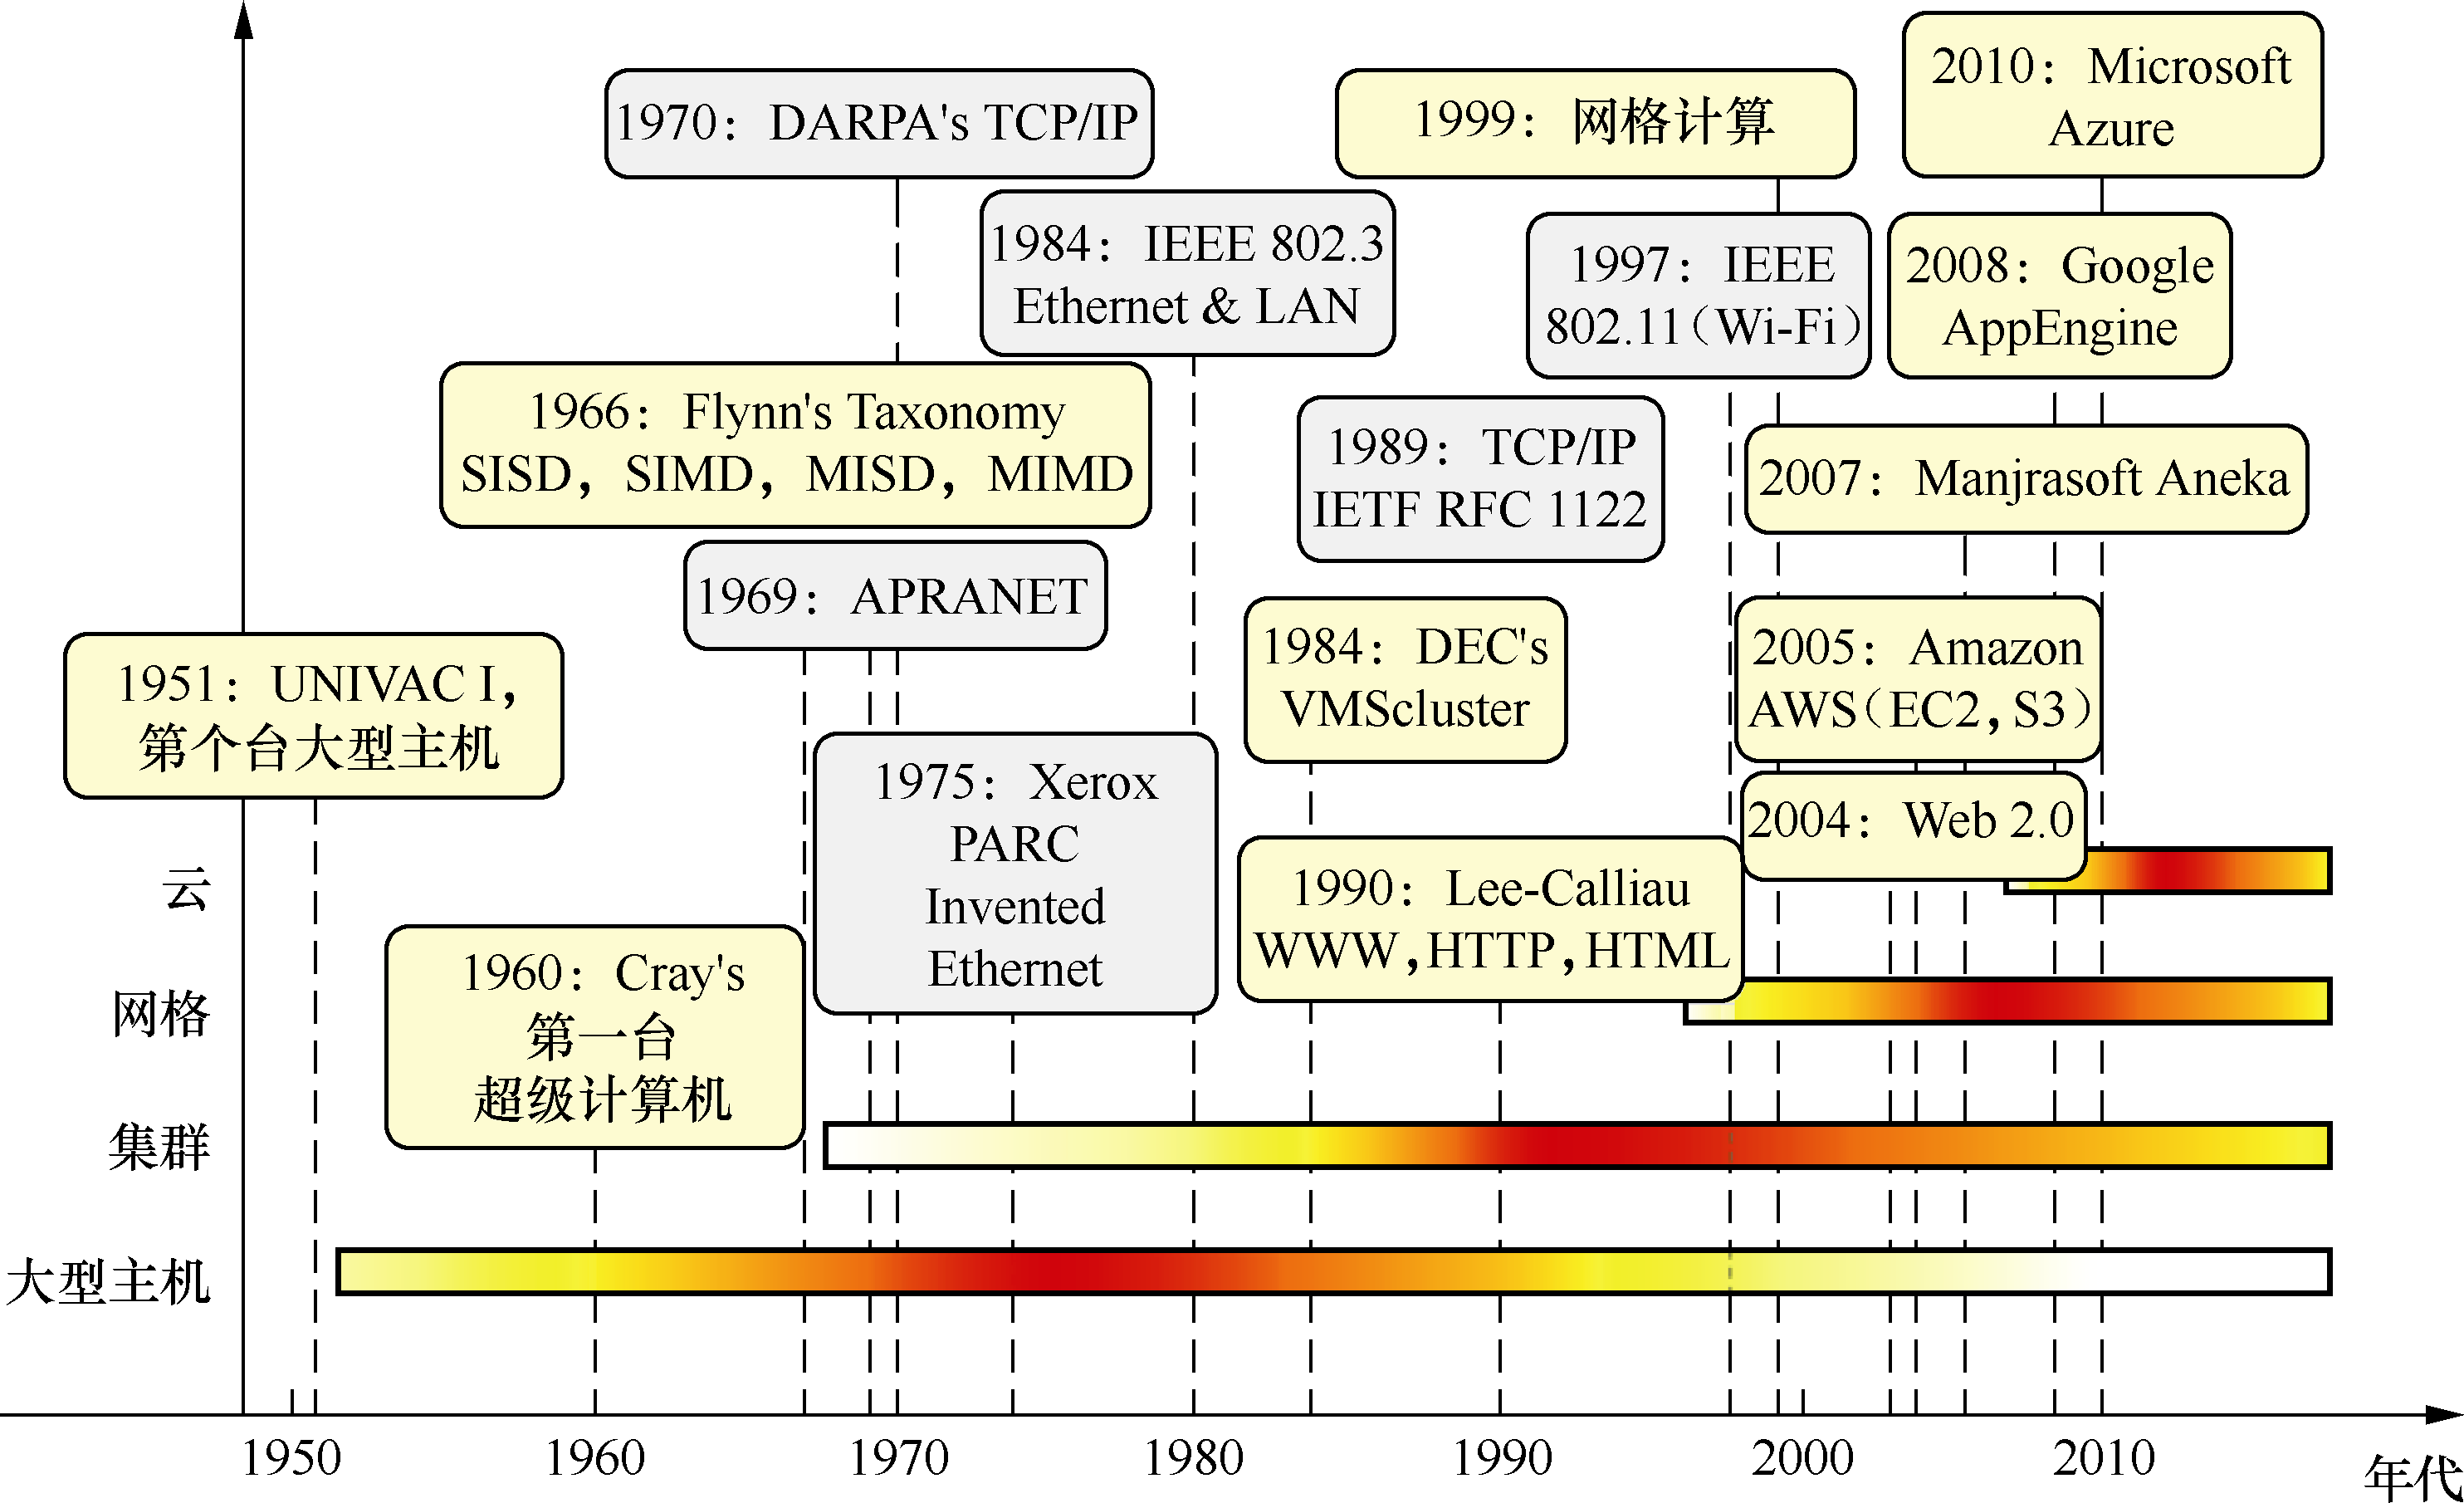 2010：Microsoft
Azure
1970：DARPA's TCP/IP
1999：网格计算
1984：IEEE 802.3
Ethernet & LAN
1997：IEEE
802.11（Wi-Fi）
2008：Google
AppEngine
1966：Flynn's Taxonomy
SISD，SIMD，MISD，MIMD
1989：TCP/IP
IETF RFC 1122
2007：Manjrasoft Aneka
1969：APRANET
1951：UNIVAC I，
第个台大型主机
1984：DEC's
VMScluster
2005：Amazon
AWS（EC2，S3）
1975：Xerox
PARC
Invented
Ethernet
2004：Web 2.0
1990：Lee-Calliau
WWW，HTTP，HTML
1960：Cray's
第一台
超级计算机
云
网格
集群
大型主机
1950 1960 1970 1980 1990 2000 2010
年代